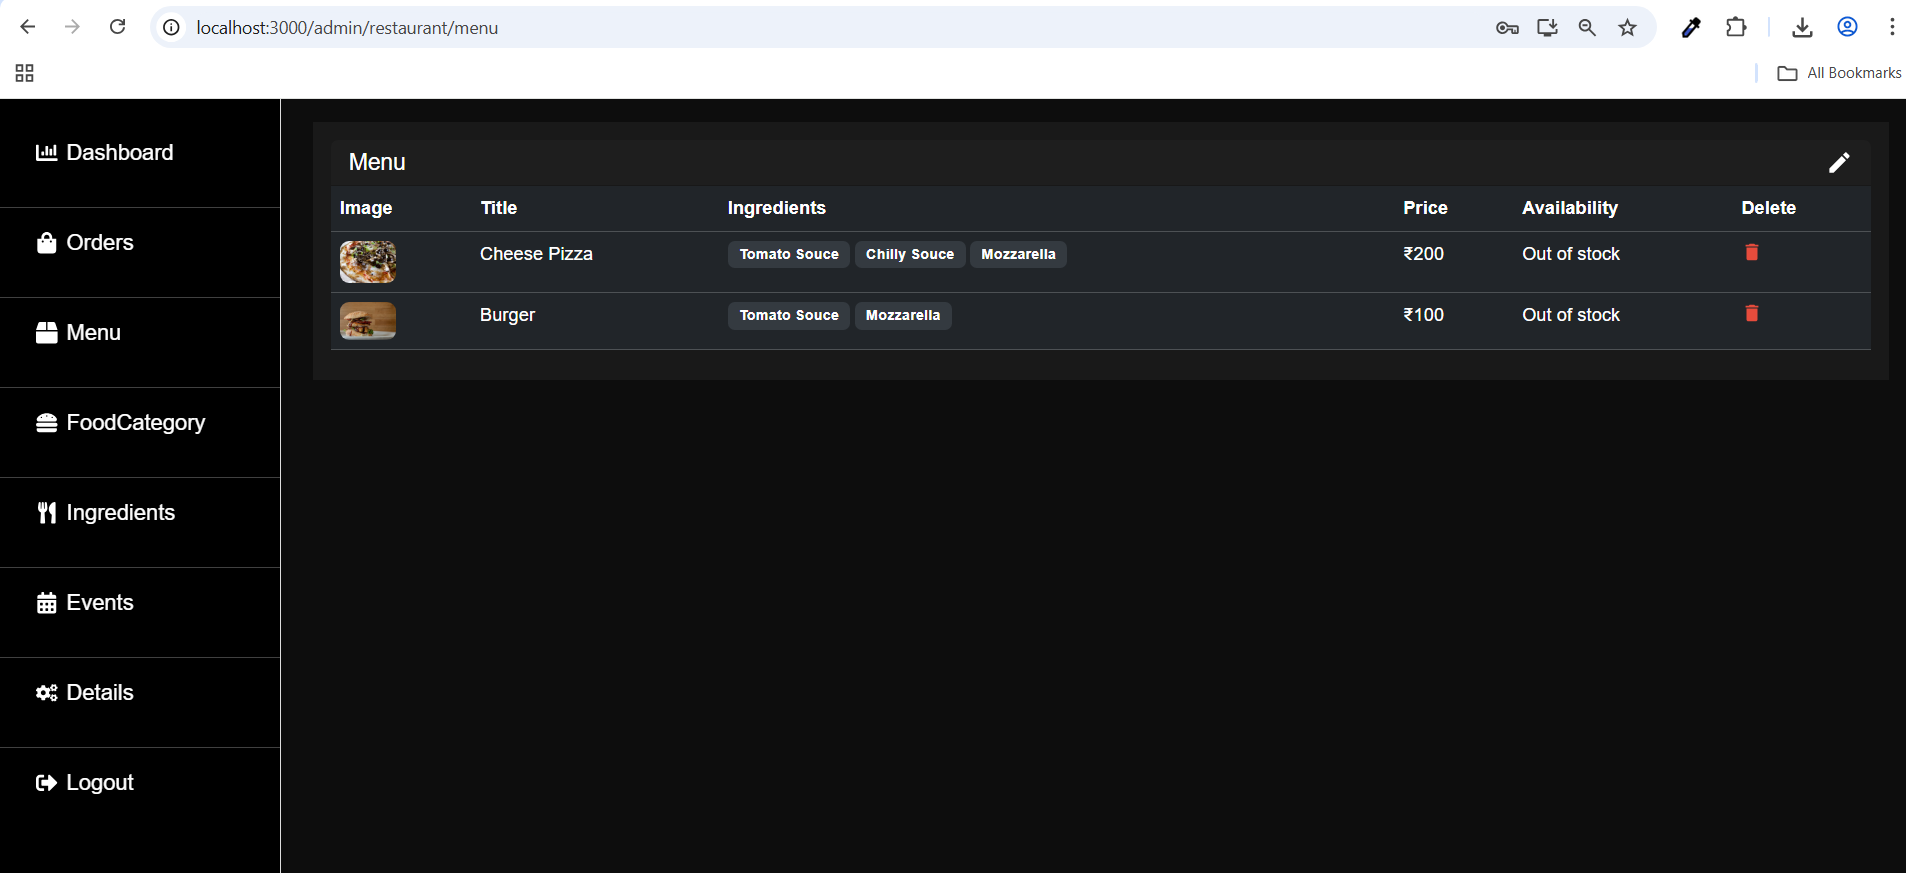 localhost:3000/admin/restaurant/menu
All Bookmarks
Dashboard
Orders
Menu
FoodCategory
Ingredients
Events
Details
Logout
Menu
Image Title Ingredients Price Availability Delete
Cheese Pizza Tomato Souce Chilly Souce Mozzarella ₹200 Out of stock
Burger Tomato Souce Mozzarella ₹100 Out of stock